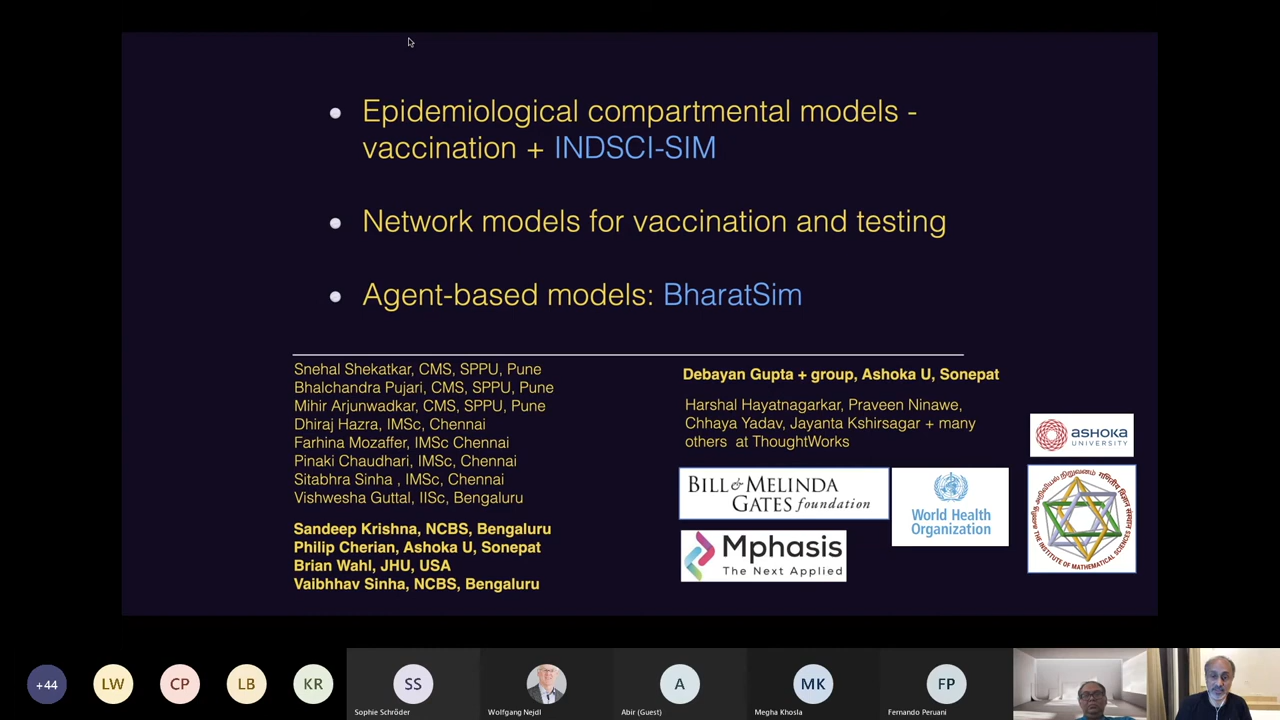 Epidemiological compartmental models -
vaccination + INDSCI-SIM
Network models for vaccination and testing
Agent-based models: BharatSim
Snehal Shekatkar, CMS, SPPU, Pune
Bhalchandra Pujari, CMS, SPPU, Pune
Mihir Arjunwadkar, CMS, SPPU, Pune
Dhiraj Hazra, IMSc, Chennai
Farhina Mozaffer, IMSc Chennai
Pinaki Chaudhari, IMSc, Chennai
Sitabhra Sinha , IMSc, Chennai
Vishwesha Guttal, IISc, Bengaluru
Sandeep Krishna, NCBS, Bengaluru
Philip Cherian, Ashoka U, Sonepat
Brian Wahl, JHU, USA
Vaibhhav Sinha, NCBS, Bengaluru
Debayan Gupta + group, Ashoka U, Sonepat
Harshal Hayatnagarkar, Praveen Ninawe,
Chhaya Yadav, Jayanta Kshirsagar + many
others at ThoughtWorks
ASHOKA
UNIVERSITY
BILL & MELINDA
GATES foundation
World Health
Organization
Mphasis
The Next Applied
THE INSTITUTE OF MATHEMATICAL SCIENCES
+44
LW
CP
LB
KR
SS
Sophie Schröder
Wolfgang Nejdl
A
Abir (Guest)
MK
Megha Khosla
FP
Fernando Peruani